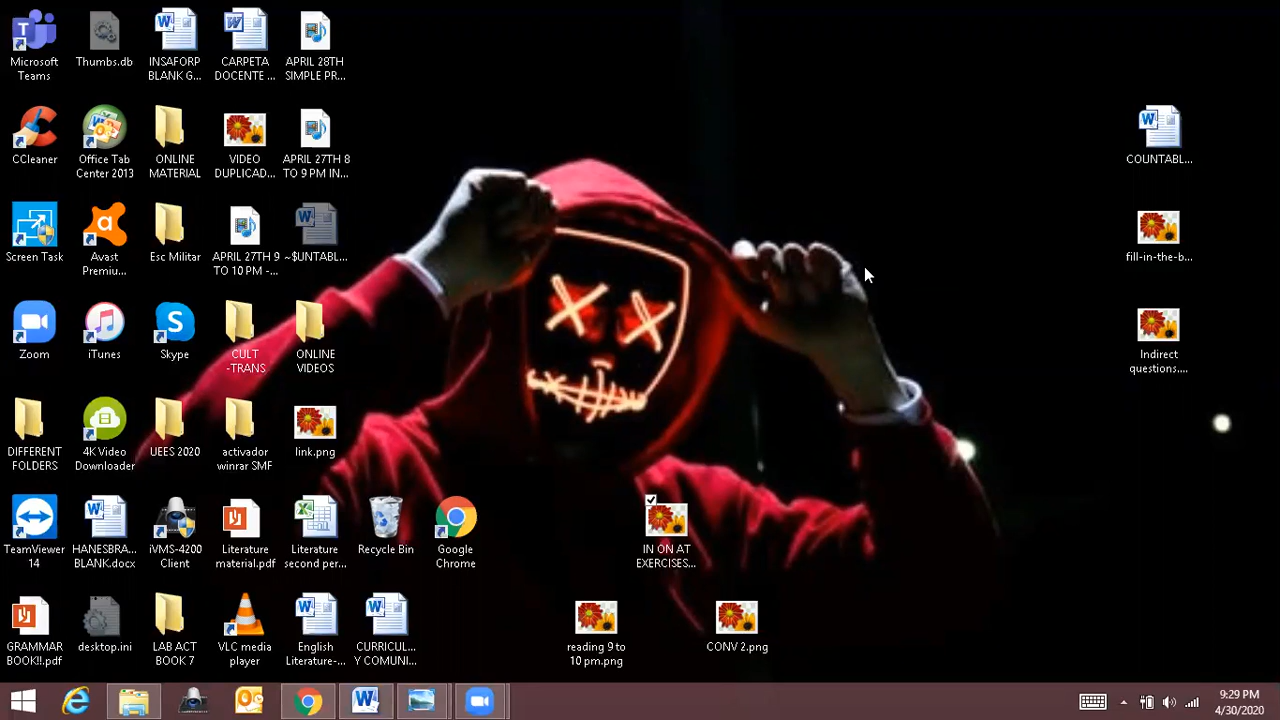 Microsoft
Teams
Thumbs.db
INSAFORP
BLANK G...
CARPETA
DOCENTE ...
APRIL 28TH
SIMPLE PR...
CCleaner
Office Tab
Center 2013
ONLINE
MATERIAL
VIDEO
DUPLICAD...
APRIL 27TH 8
TO 9 PM IN...
COUNTABL...
Screen Task
Avast
Premiu...
Esc Militar
APRIL 27TH 9
TO 10 PM -...
~$UNTABL...
fill-in-the-b...
Zoom
iTunes
Skype
CULT
-TRANS
ONLINE
VIDEOS
Indirect
questions....
DIFFERENT
FOLDERS
4K Video
Downloader
UEES 2020
activador
winrar SMF
link.png
TeamViewer
14
HANESBRA...
BLANK.docx
iVMS-4200
Client
Literature
material.pdf
Literature
second per...
Recycle Bin
Google
Chrome
IN ON AT
EXERCISES...
GRAMMAR
BOOK!!.pdf
desktop.ini
LAB ACT
BOOK 7
VLC media
player
English
Literature-...
CURRICUL...
Y COMUNI...
reading 9 to
10 pm.png
CONV 2.png
9:29 PM
4/30/2020